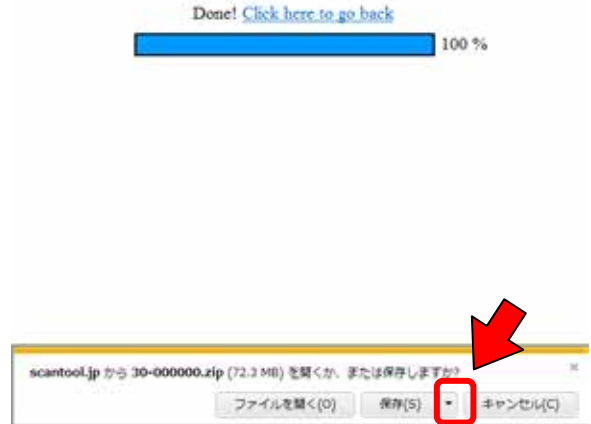 Done! Click here to go back
100 %
scantool.jp から 30-000000.zip (72.3 MB) を開くか、または保存しますか?
ファイルを開く(O) 保存(S) キャンセル(C)